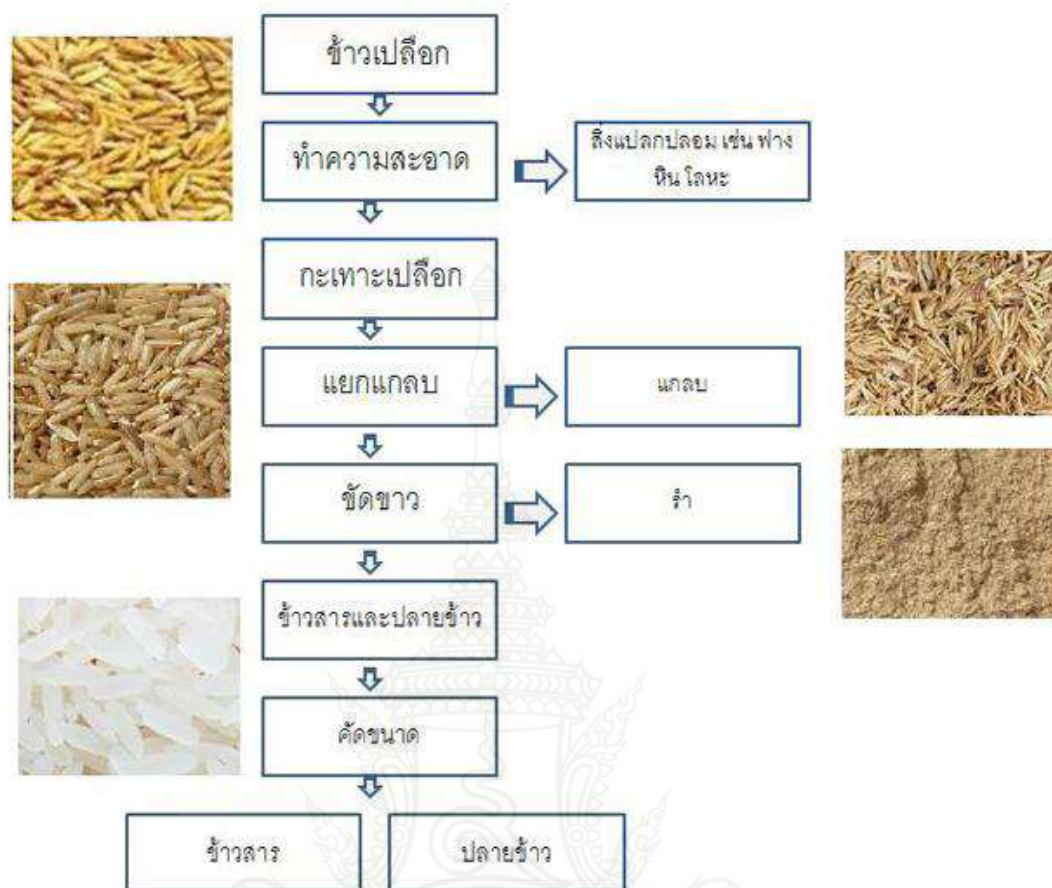 ข้าวเปลือก
ทำความสะอาด
สิ่งแปลกปลอม เช่น ฟาง
หิน โลหะ
กะเทาะเปลือก
แยกแกลบ
แกลบ
ขัดขาว
รำ
ข้าวสารและปลายข้าว
คัดขนาด
ข้าวสาร
ปลายข้าว